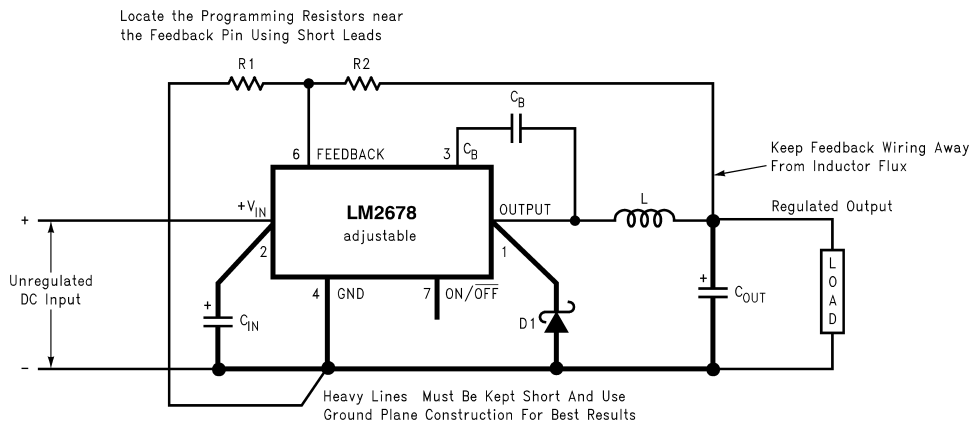 Locate the Programming Resistors near
the Feedback Pin Using Short Leads
R1
R2
C_B
6 FEEDBACK
3 C_B
Keep Feedback Wiring Away
From Inductor Flux
+V_IN
LM2678
adjustable
OUTPUT
L
Regulated Output
+
2
1
Unregulated
DC Input
4 GND
7 ON/O̅F̅F̅
+
C_IN
D1
+
C_OUT
LOAD
−
Heavy Lines Must Be Kept Short And Use
Ground Plane Construction For Best Results